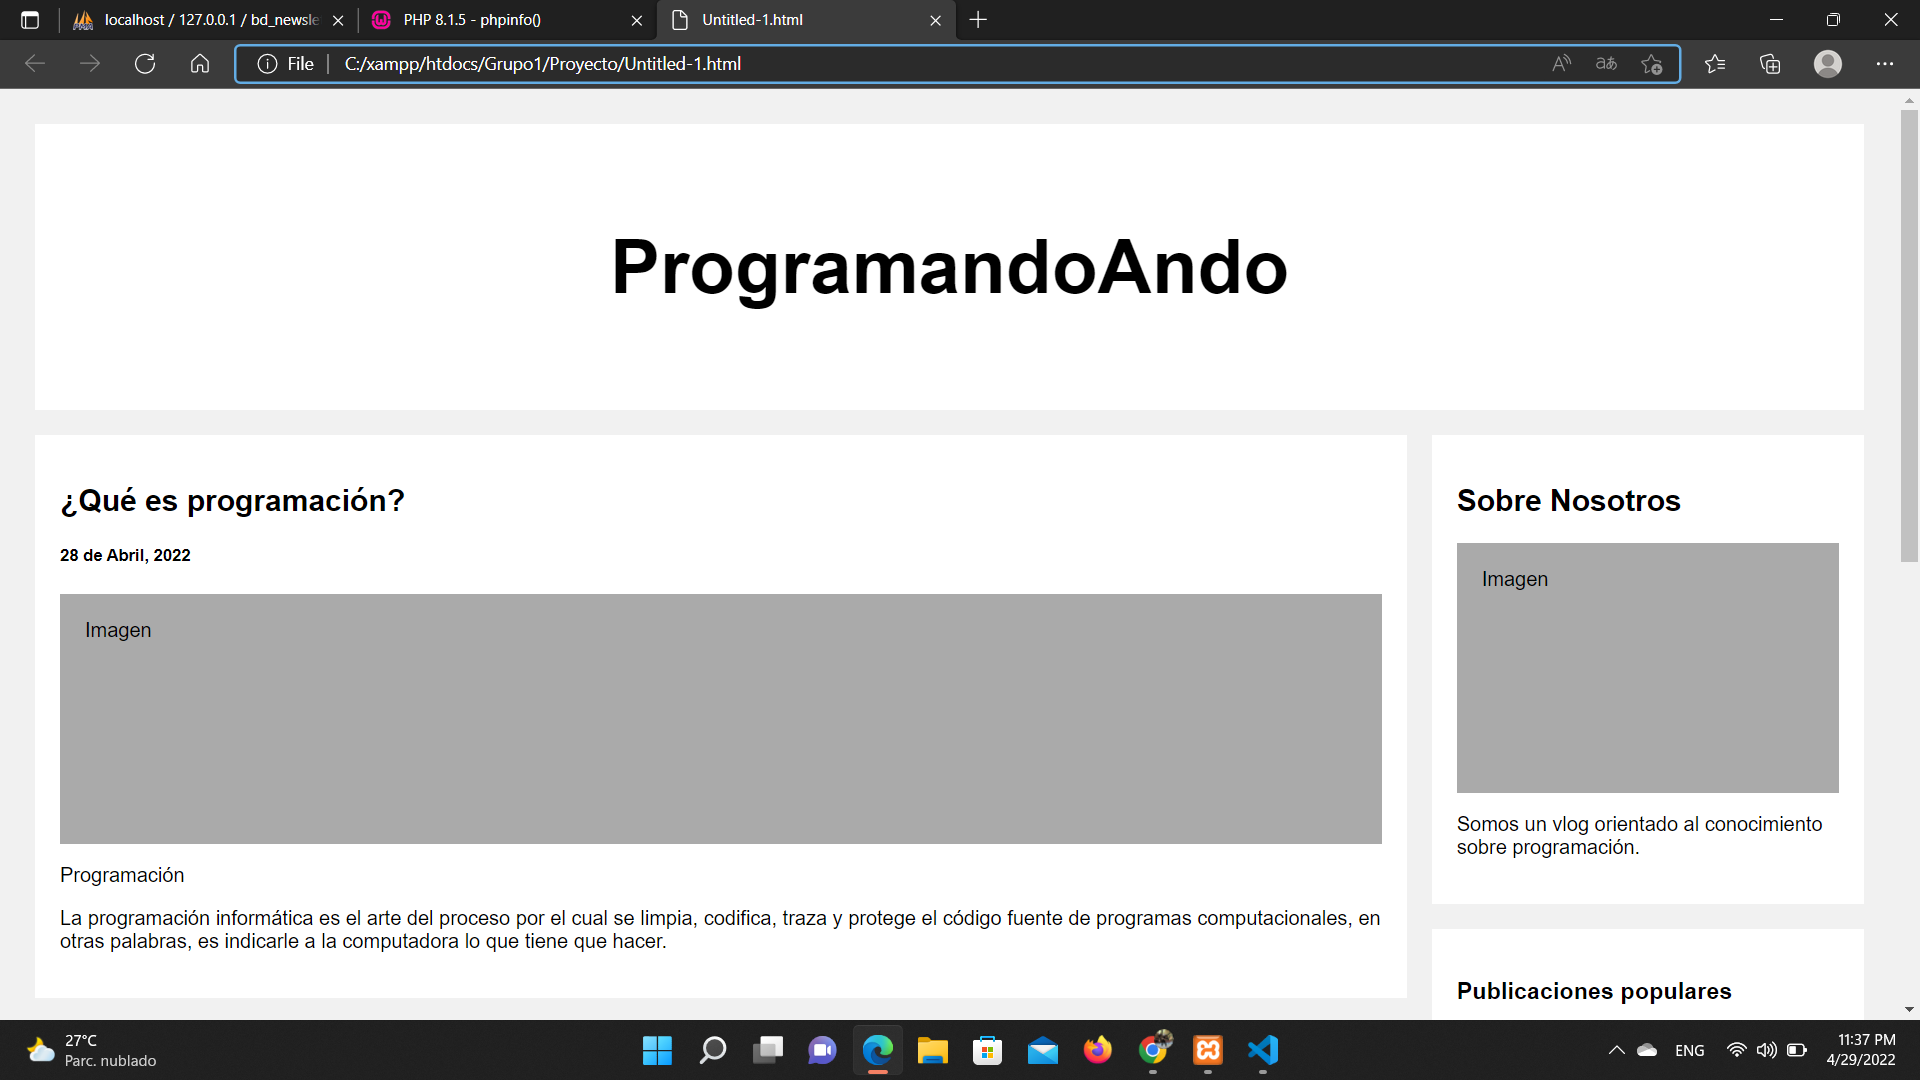 localhost / 127.0.0.1 / bd_newsle
PHP 8.1.5 - phpinfo()
Untitled-1.html
File
C:/xampp/htdocs/Grupo1/Proyecto/Untitled-1.html
ProgramandoAndo
¿Qué es programación?
28 de Abril, 2022
Imagen
Programación
La programación informática es el arte del proceso por el cual se limpia, codifica, traza y protege el código fuente de programas computacionales, en
otras palabras, es indicarle a la computadora lo que tiene que hacer.
Sobre Nosotros
Imagen
Somos un vlog orientado al conocimiento
sobre programación.
Publicaciones populares
27°C
Parc. nublado
ENG
11:37 PM
4/29/2022